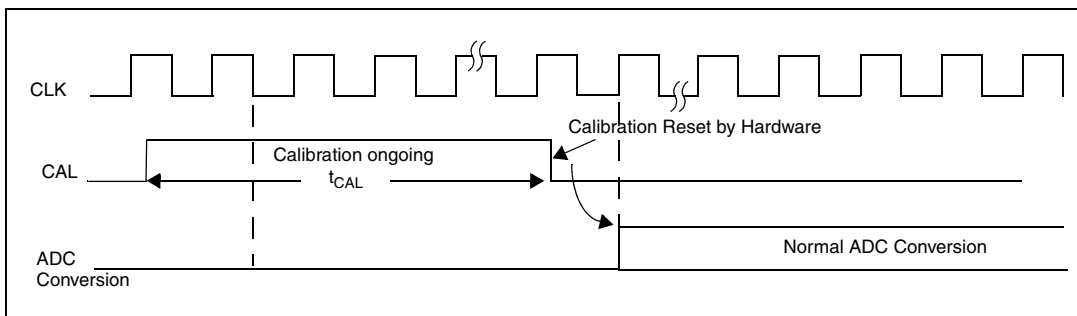 CLK
Calibration Reset by Hardware
CAL
Calibration ongoing
tCAL
ADC
Conversion
Normal ADC Conversion